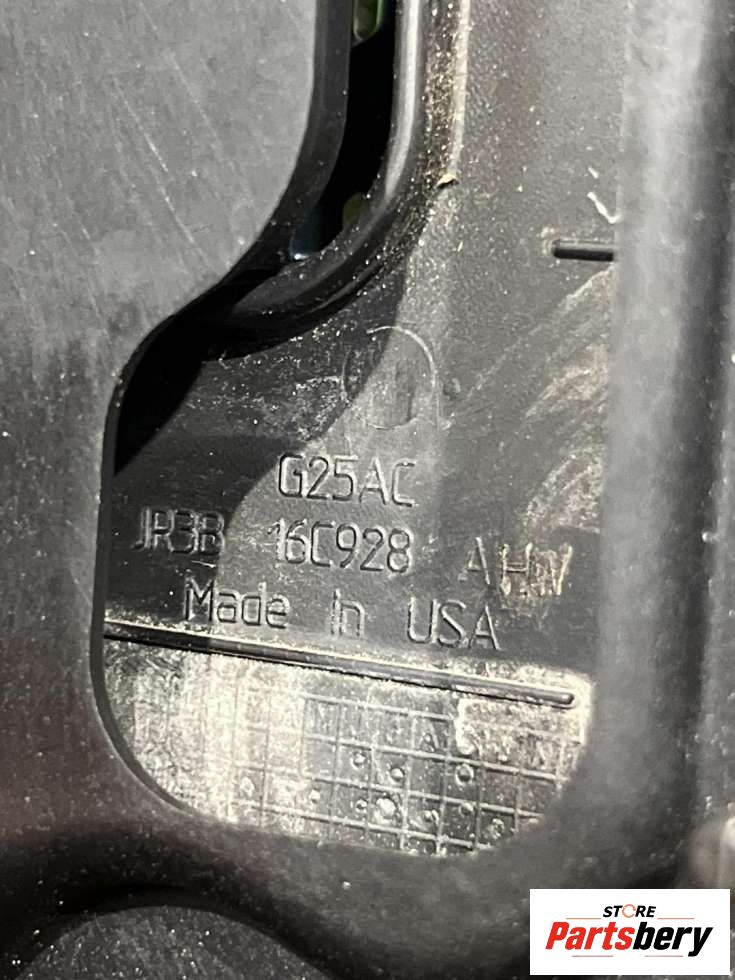 G25AC
JR3B 16C928 AHW
Made in USA
STORE
Partsbery